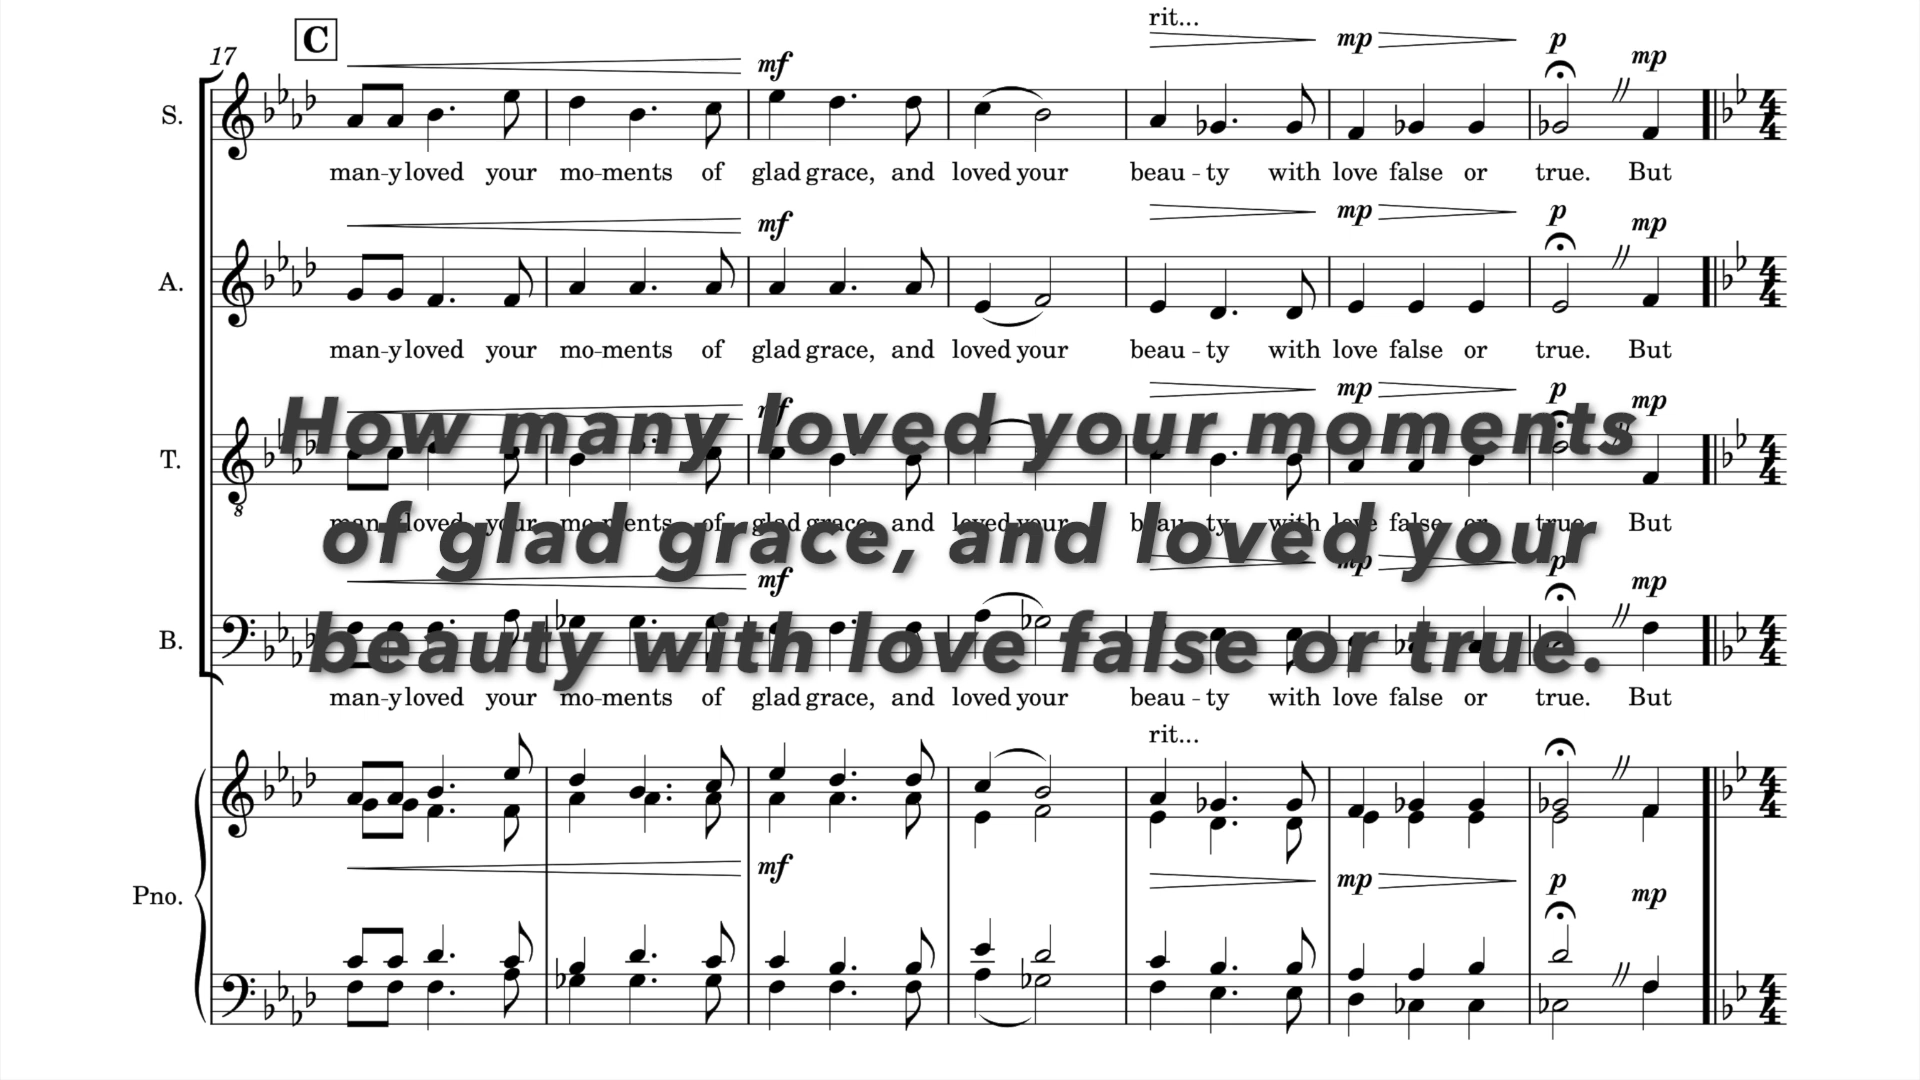 rit...
17 C mf mp p mp
S.
man-y loved your mo-ments of glad grace, and loved your beau-ty with love false or true. But
mf mp p mp
A.
man-y loved your mo-ments of glad grace, and loved your beau-ty with love false or true. But
mf mp p mp
How many loved your moments
T.
man-y loved your mo-ments of glad grace, and loved your beau-ty with love false or true. But
of glad grace, and loved your
mf mp p mp
B.
beauty with love false or true.
man-y loved your mo-ments of glad grace, and loved your beau-ty with love false or true. But
rit...
mf mp p mp
Pno.